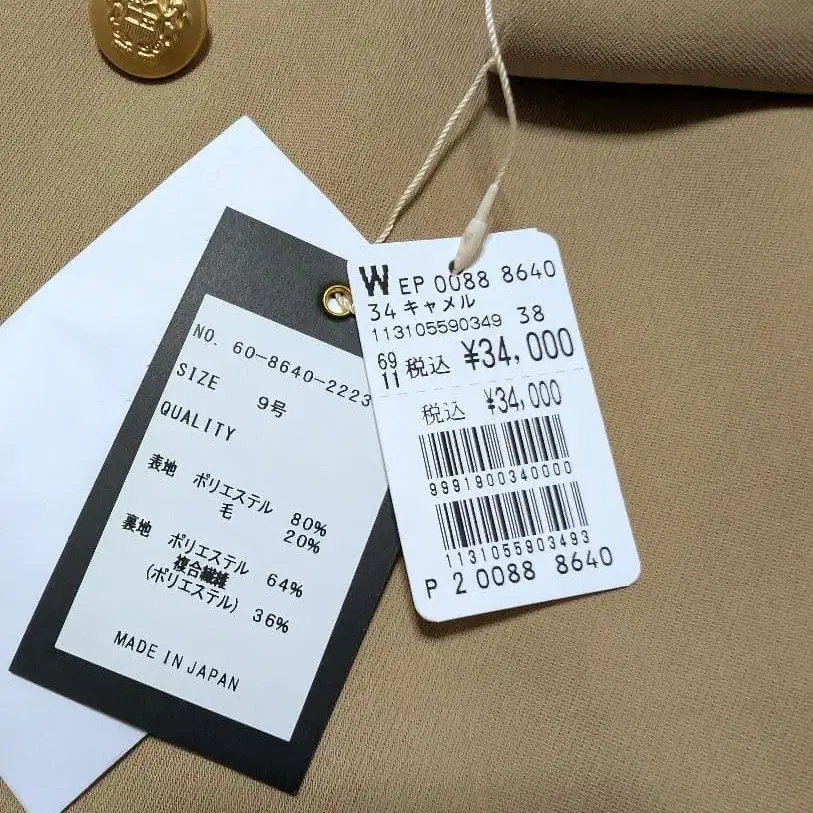 NO. 60-8640-2223
SIZE 9号
QUALITY
表地 ポリエステル 80%
毛 20%
裏地 ポリエステル 64%
複合繊維
(ポリエステル) 36%
MADE IN JAPAN
W EP 0088 8640
34 キャメル
113105590349 38
69
11 税込 ¥34,000
税込 ¥34,000
9991900340000
1131055903493
P 2 0088 8640